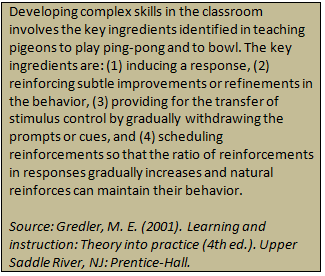 Developing complex skills in the classroom
involves the key ingredients identified in teaching
pigeons to play ping-pong and to bowl. The key
ingredients are: (1) inducing a response, (2)
reinforcing subtle improvements or refinements in
the behavior, (3) providing for the transfer of
stimulus control by gradually withdrawing the
prompts or cues, and (4) scheduling
reinforcements so that the ratio of reinforcements
in responses gradually increases and natural
reinforces can maintain their behavior.

Source: Gredler, M. E. (2001). Learning and
instruction: Theory into practice (4th ed.). Upper
Saddle River, NJ: Prentice-Hall.